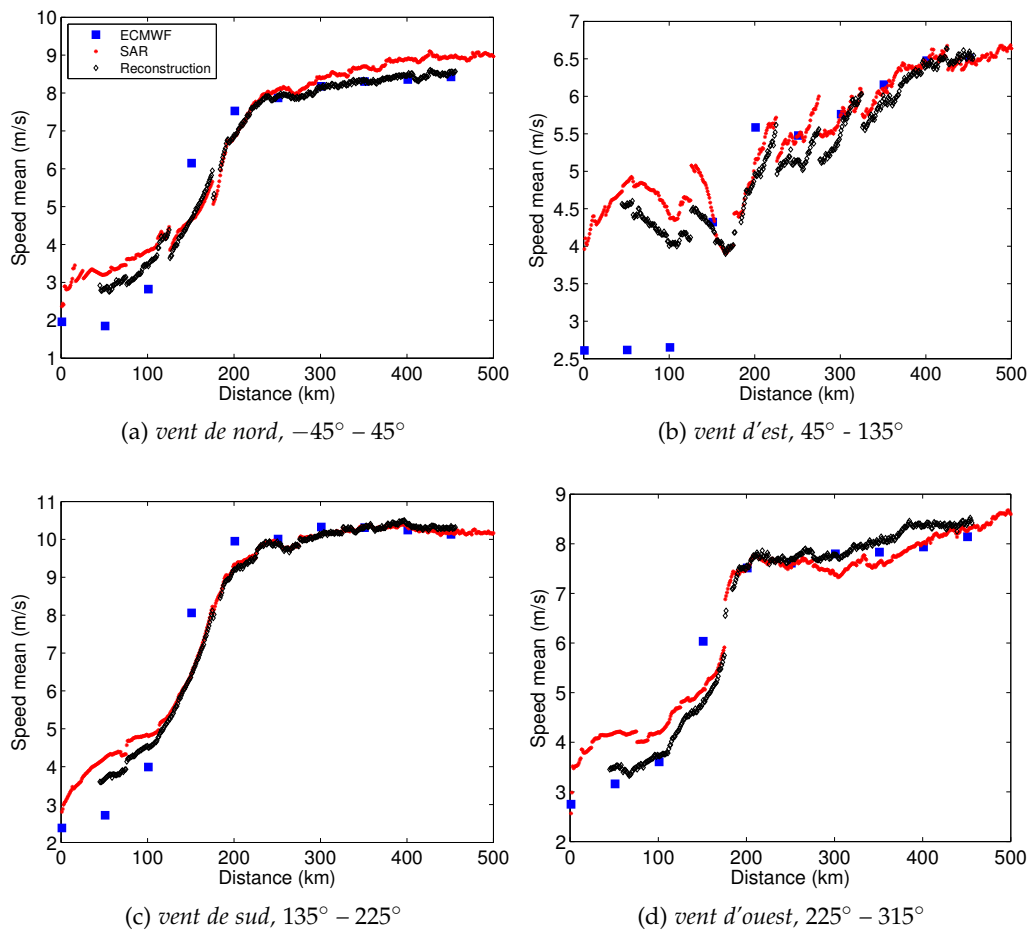 ECMWF
SAR
Reconstruction
10
9
8
7
6
5
4
3
2
1
Speed mean (m/s)
0 100 200 300 400 500
Distance (km)
(a) vent de nord, −45° – 45°
7
6.5
6
5.5
5
4.5
4
3.5
3
2.5
Speed mean (m/s)
0 100 200 300 400 500
Distance (km)
(b) vent d'est, 45° - 135°
11
10
9
8
7
6
5
4
3
2
Speed mean (m/s)
0 100 200 300 400 500
Distance (km)
(c) vent de sud, 135° – 225°
9
8
7
6
5
4
3
2
Speed mean (m/s)
0 100 200 300 400 500
Distance (km)
(d) vent d'ouest, 225° – 315°